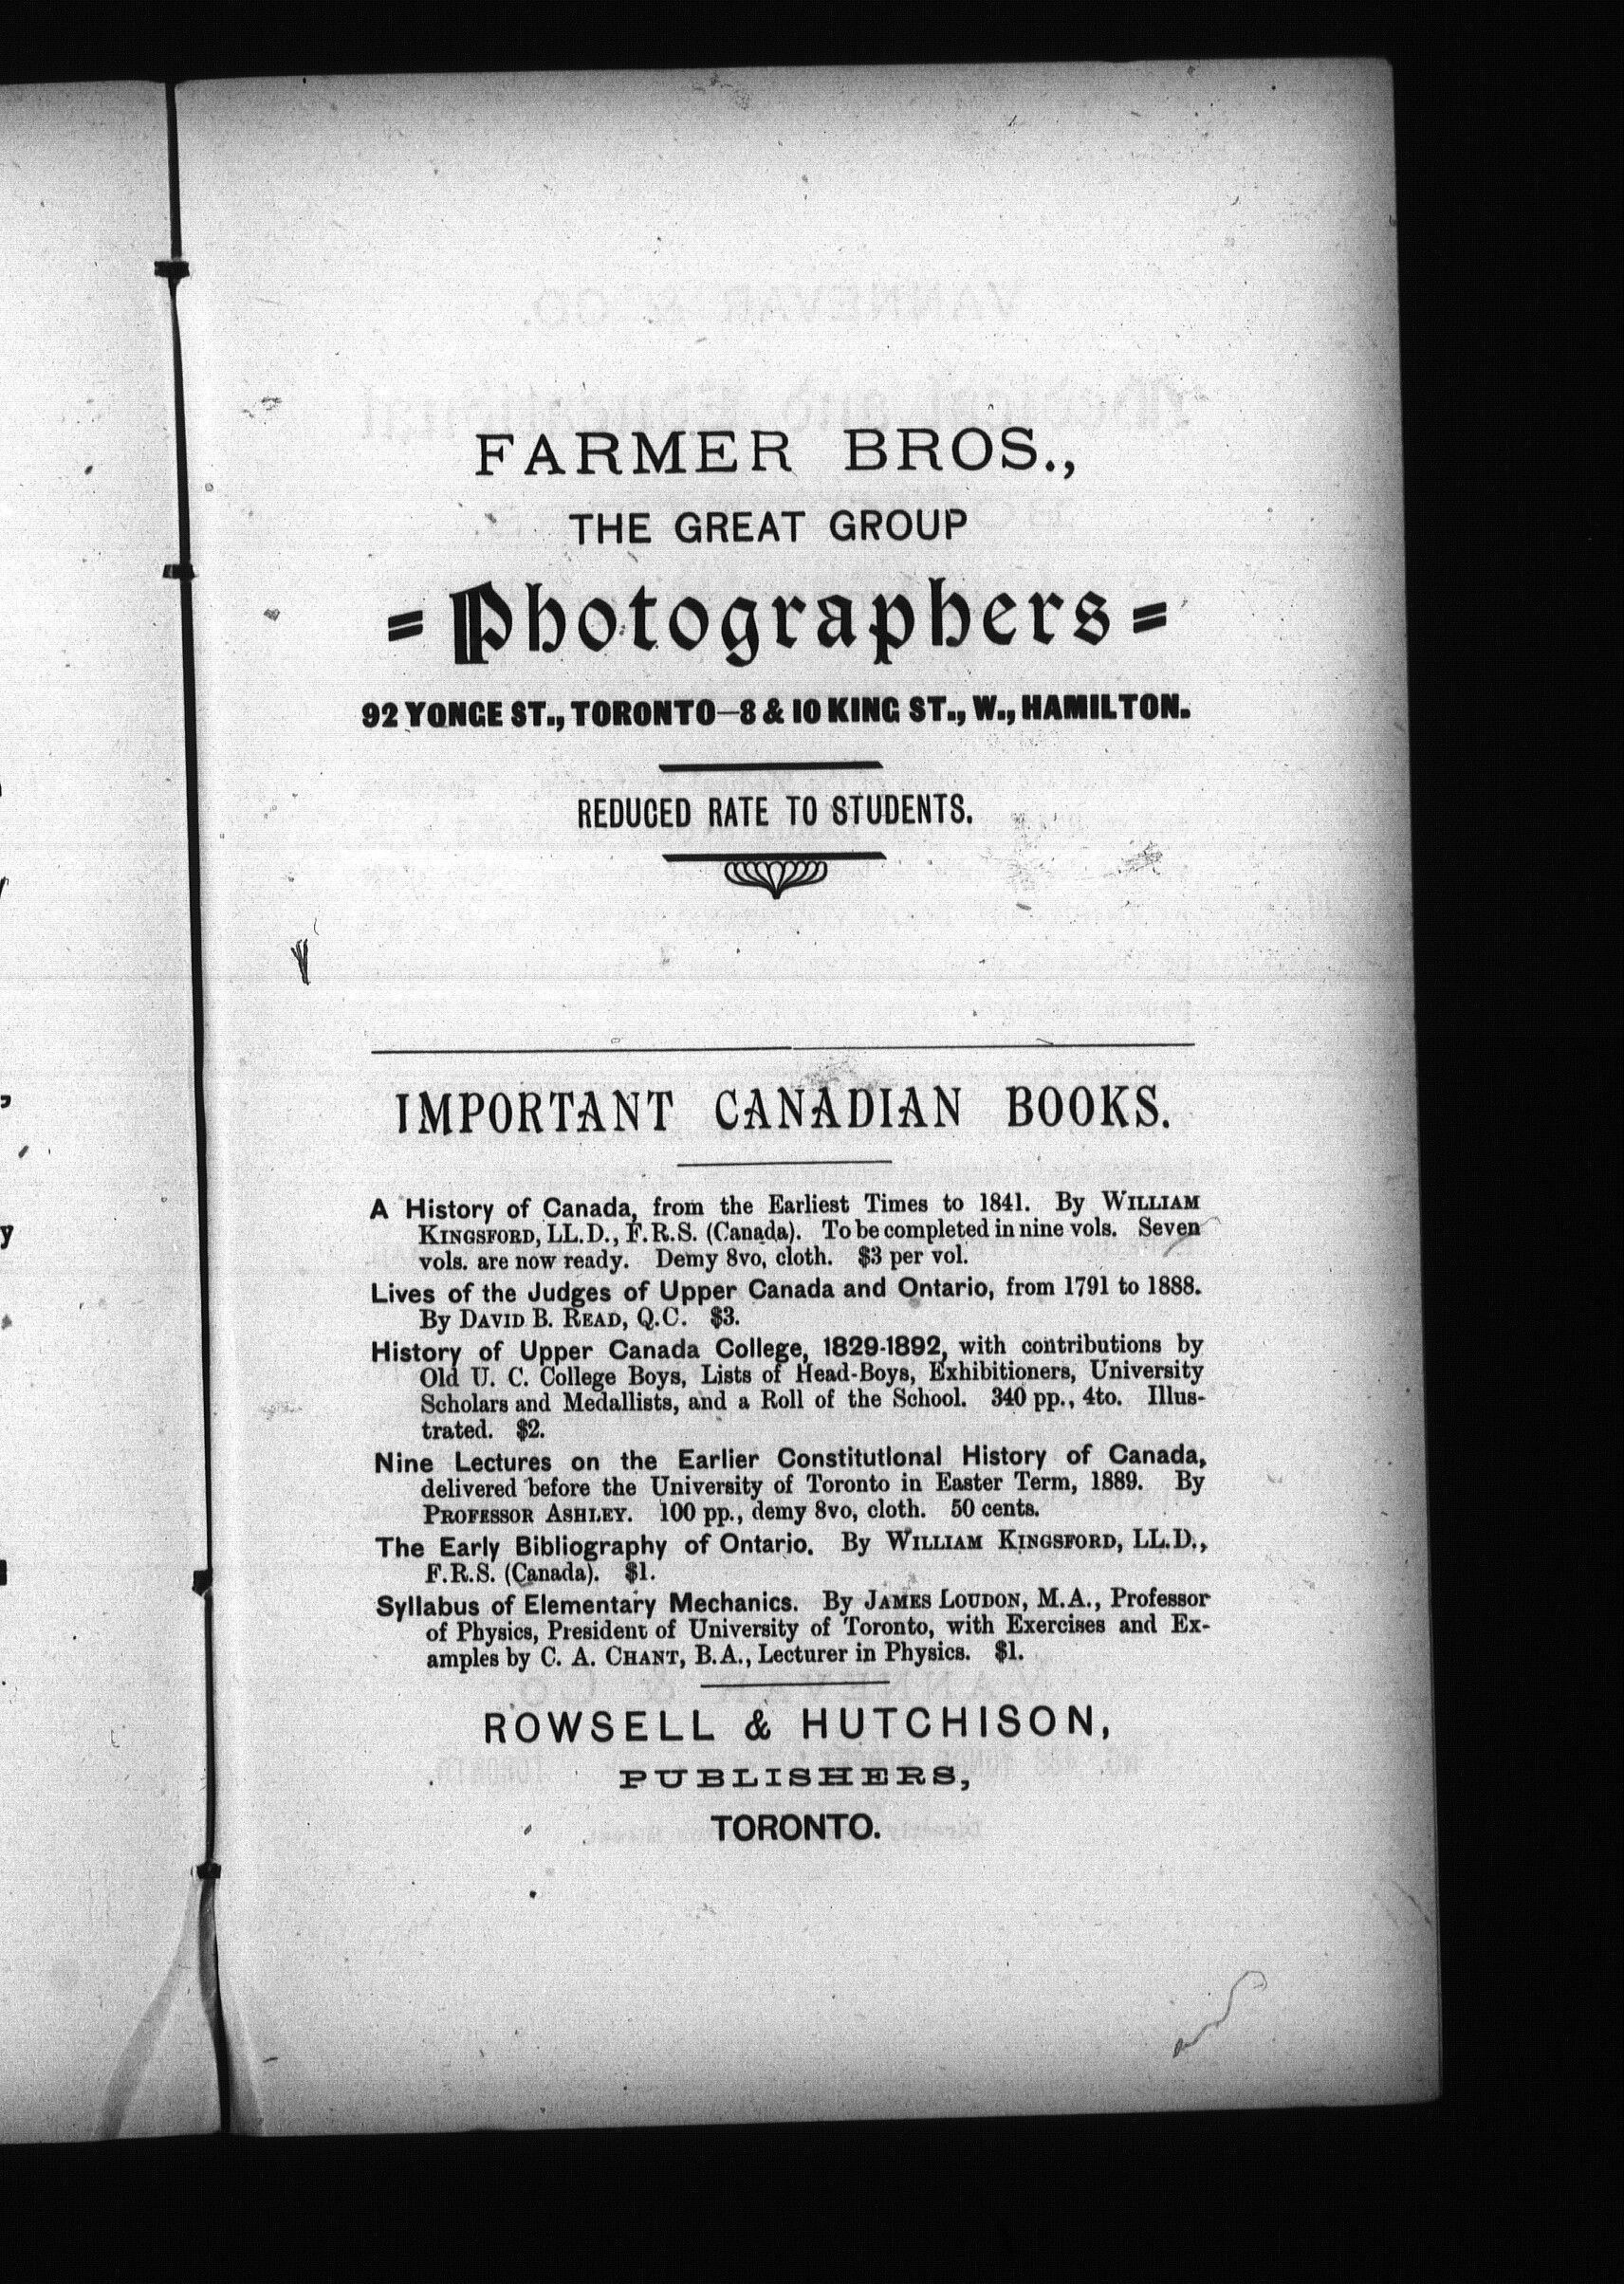 FARMER BROS.,
THE GREAT GROUP
Photographers
92 YONGE ST., TORONTO—8 & 10 KING ST., W., HAMILTON.
REDUCED RATE TO STUDENTS.
IMPORTANT CANADIAN BOOKS.
A History of Canada, from the Earliest Times to 1841. By WILLIAM
KINGSFORD, LL.D., F.R.S. (Canada). To be completed in nine vols. Seven
vols. are now ready. Demy 8vo, cloth. $3 per vol.
Lives of the Judges of Upper Canada and Ontario, from 1791 to 1888.
By DAVID B. READ, Q.C. $3.
History of Upper Canada College, 1829-1892, with contributions by
Old U. C. College Boys, Lists of Head-Boys, Exhibitioners, University
Scholars and Medallists, and a Roll of the School. 340 pp., 4to. Illus-
trated. $2.
Nine Lectures on the Earlier Constitutional History of Canada,
delivered before the University of Toronto in Easter Term, 1889. By
PROFESSOR ASHLEY. 100 pp., demy 8vo, cloth. 50 cents.
The Early Bibliography of Ontario. By WILLIAM KINGSFORD, LL.D.,
F.R.S. (Canada). $1.
Syllabus of Elementary Mechanics. By JAMES LOUDON, M.A., Professor
of Physics, President of University of Toronto, with Exercises and Ex-
amples by C. A. CHANT, B.A., Lecturer in Physics. $1.
ROWSELL & HUTCHISON,
PUBLISHERS,
TORONTO.